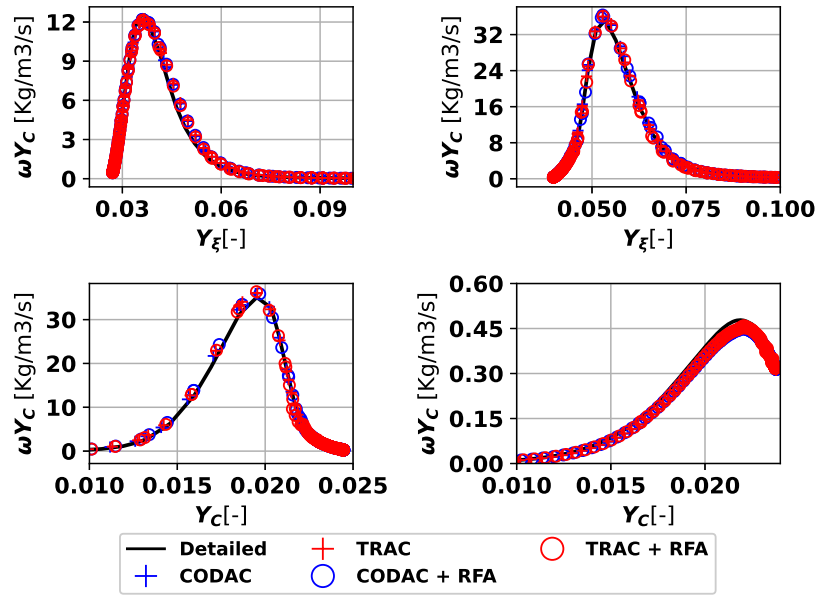 12
9
6
3
0
ωY_C [Kg/m3/s]
0.03
0.06
0.09
Y_ξ[-]
36
32
24
16
8
0
ωY_C [Kg/m3/s]
0.050
0.075
0.100
Y_ξ[-]
30
20
10
0
ωY_C [Kg/m3/s]
0.010
0.015
0.020
0.025
Y_C[-]
0.60
0.45
0.30
0.15
0.00
ωY_C [Kg/m3/s]
0.010
0.015
0.020
Y_C[-]
Detailed
CODAC
TRAC
CODAC + RFA
TRAC + RFA